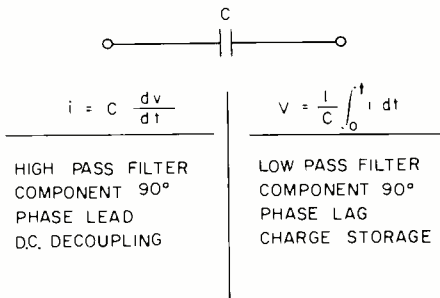 C
i = C dv/dt
V = 1/C ∫₀ᵗ i dt
HIGH PASS FILTER
COMPONENT 90°
PHASE LEAD
D.C. DECOUPLING
LOW PASS FILTER
COMPONENT 90°
PHASE LAG
CHARGE STORAGE